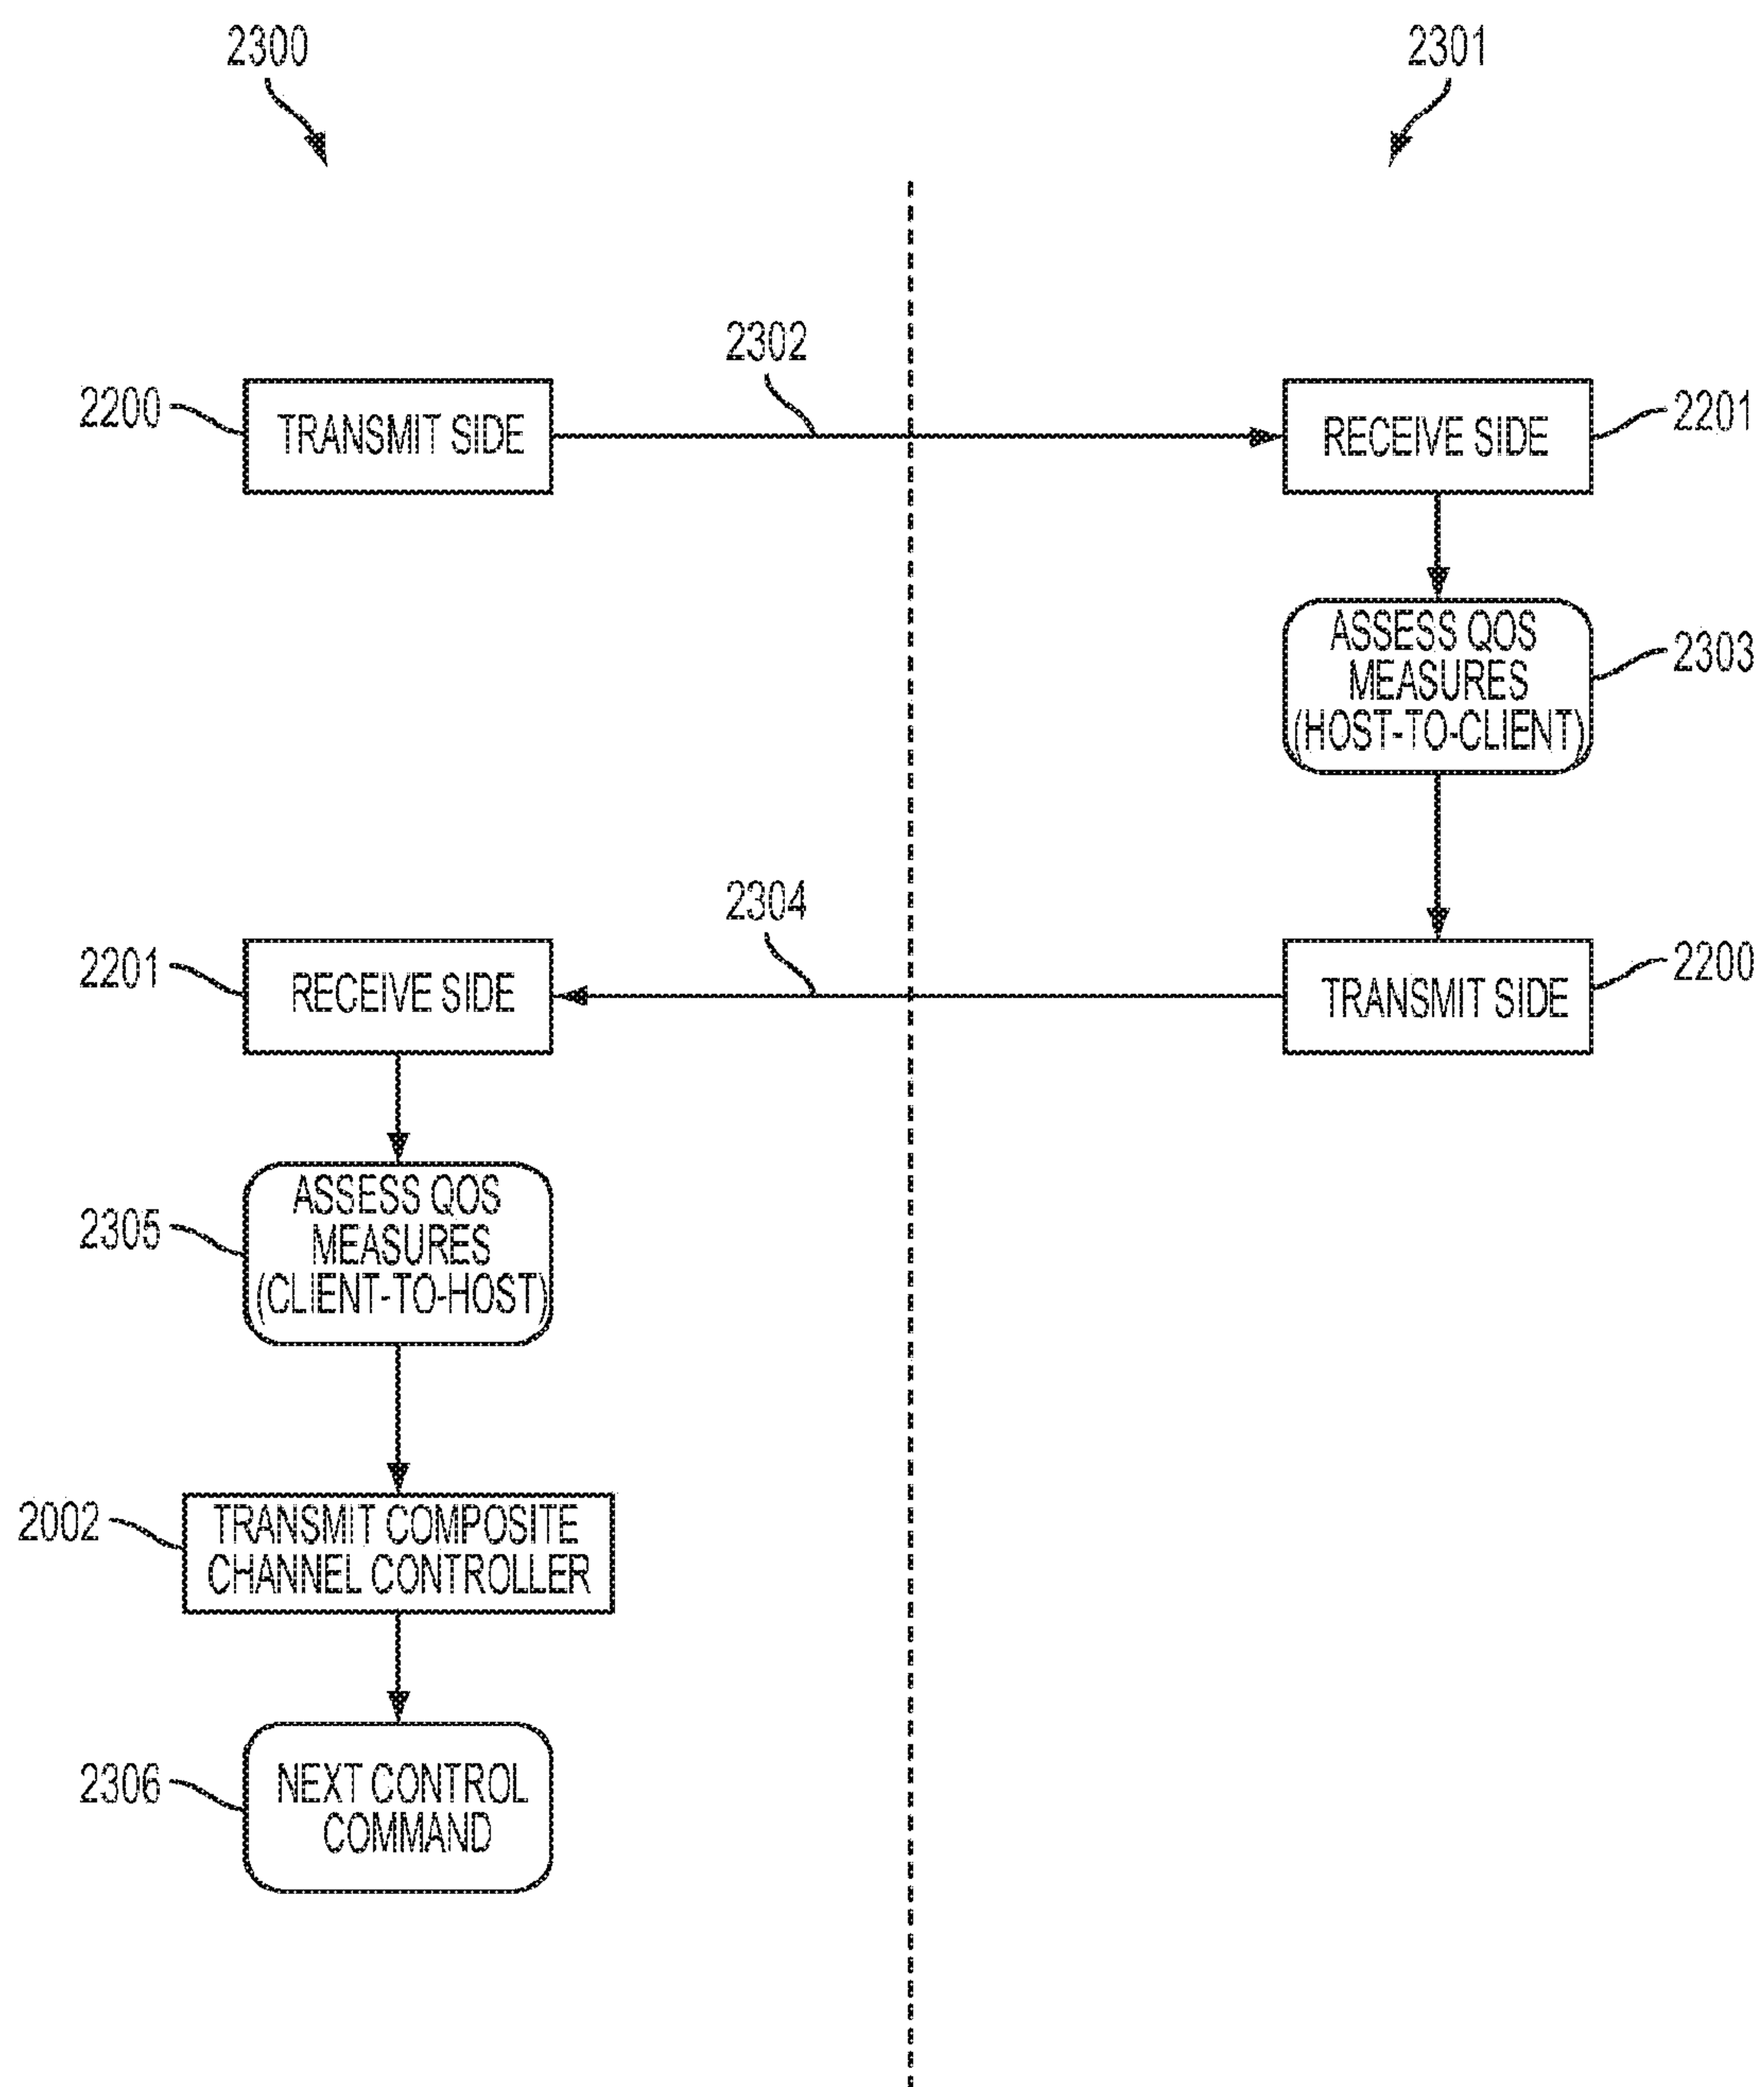 2300
2301
2302
2200
TRANSMIT SIDE
RECEIVE SIDE
2201
ASSESS QOS
MEASURES
(HOST-TO-CLIENT)
2303
2304
2201
RECEIVE SIDE
TRANSMIT SIDE
2200
2305
ASSESS QOS
MEASURES
(CLIENT-TO-HOST)
2002
TRANSMIT COMPOSITE
CHANNEL CONTROLLER
2306
NEXT CONTROL
COMMAND